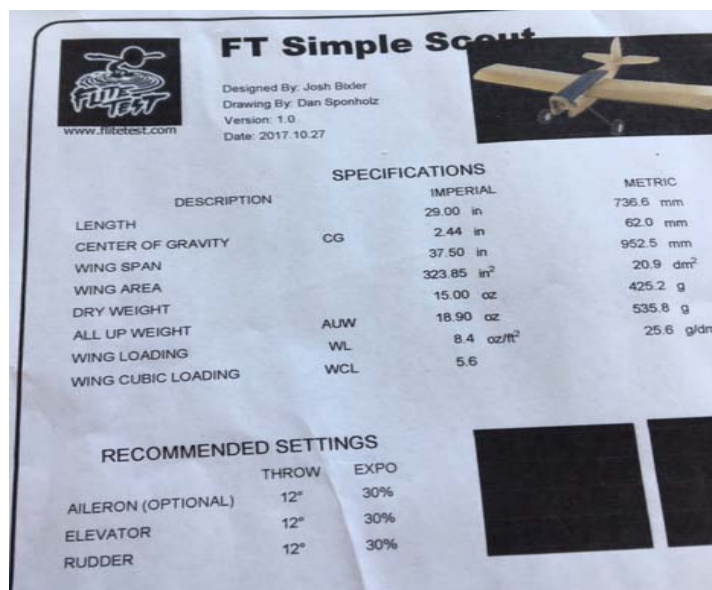 FT Simple Scout
FLITE TEST
www.flitetest.com
Designed By: Josh Bixler
Drawing By: Dan Sponholz
Version: 1.0
Date: 2017.10.27
SPECIFICATIONS
DESCRIPTION IMPERIAL METRIC
LENGTH 29.00 in 736.6 mm
CENTER OF GRAVITY CG 2.44 in 62.0 mm
WING SPAN 37.50 in 952.5 mm
WING AREA 323.85 in² 20.9 dm²
DRY WEIGHT 15.00 oz 425.2 g
ALL UP WEIGHT AUW 18.90 oz 535.8 g
WING LOADING WL 8.4 oz/ft² 25.6 g/dm
WING CUBIC LOADING WCL 5.6
RECOMMENDED SETTINGS
THROW EXPO
AILERON (OPTIONAL) 12° 30%
ELEVATOR 12° 30%
RUDDER 12° 30%